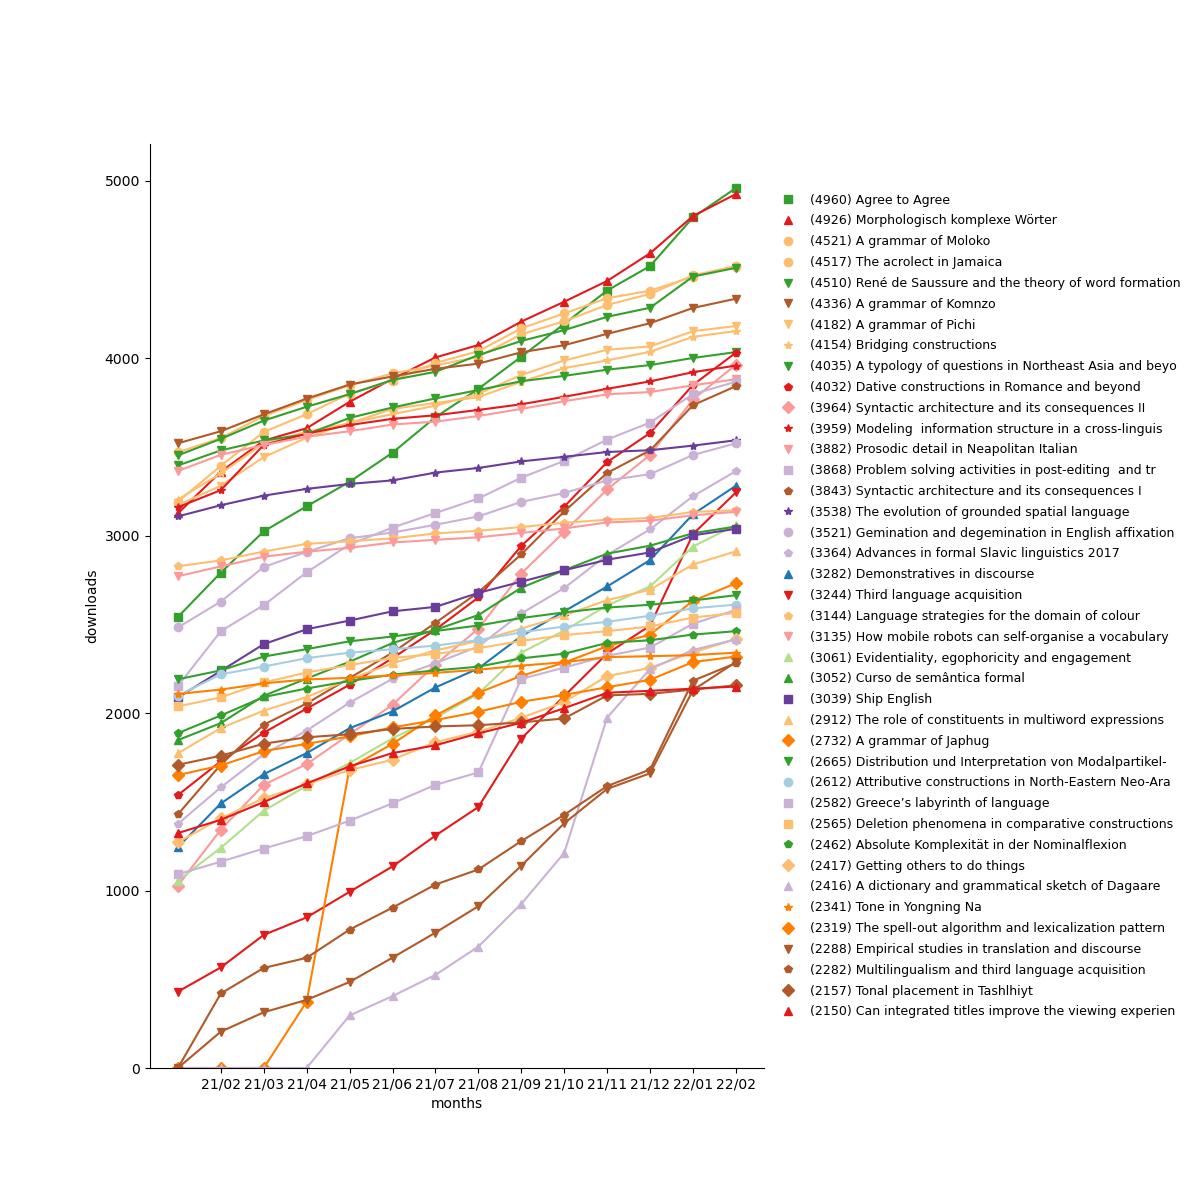 5000
4000
3000
2000
1000
0
downloads
21/02 21/03 21/04 21/05 21/06 21/07 21/08 21/09 21/10 21/11 21/12 22/01 22/02
months
(4960) Agree to Agree
(4926) Morphologisch komplexe Wörter
(4521) A grammar of Moloko
(4517) The acrolect in Jamaica
(4510) René de Saussure and the theory of word formation
(4336) A grammar of Komnzo
(4182) A grammar of Pichi
(4154) Bridging constructions
(4035) A typology of questions in Northeast Asia and beyo
(4032) Dative constructions in Romance and beyond
(3964) Syntactic architecture and its consequences II
(3959) Modeling  information structure in a cross-linguis
(3882) Prosodic detail in Neapolitan Italian
(3868) Problem solving activities in post-editing  and tr
(3843) Syntactic architecture and its consequences I
(3538) The evolution of grounded spatial language
(3521) Gemination and degemination in English affixation
(3364) Advances in formal Slavic linguistics 2017
(3282) Demonstratives in discourse
(3244) Third language acquisition
(3144) Language strategies for the domain of colour
(3135) How mobile robots can self-organise a vocabulary
(3061) Evidentiality, egophoricity and engagement
(3052) Curso de semântica formal
(3039) Ship English
(2912) The role of constituents in multiword expressions
(2732) A grammar of Japhug
(2665) Distribution und Interpretation von Modalpartikel-
(2612) Attributive constructions in North-Eastern Neo-Ara
(2582) Greece’s labyrinth of language
(2565) Deletion phenomena in comparative constructions
(2462) Absolute Komplexität in der Nominalflexion
(2417) Getting others to do things
(2416) A dictionary and grammatical sketch of Dagaare
(2341) Tone in Yongning Na
(2319) The spell-out algorithm and lexicalization pattern
(2288) Empirical studies in translation and discourse
(2282) Multilingualism and third language acquisition
(2157) Tonal placement in Tashlhiyt
(2150) Can integrated titles improve the viewing experien